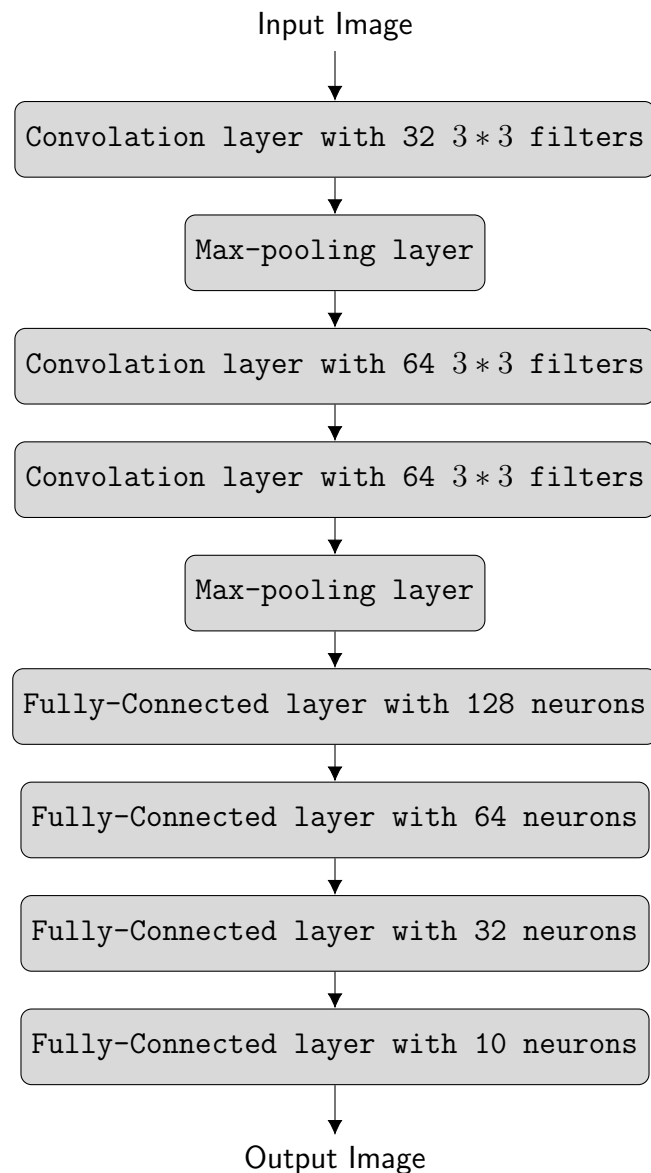 Input Image
Convolation layer with 32 3 * 3 filters
Max-pooling layer
Convolation layer with 64 3 * 3 filters
Convolation layer with 64 3 * 3 filters
Max-pooling layer
Fully-Connected layer with 128 neurons
Fully-Connected layer with 64 neurons
Fully-Connected layer with 32 neurons
Fully-Connected layer with 10 neurons
Output Image